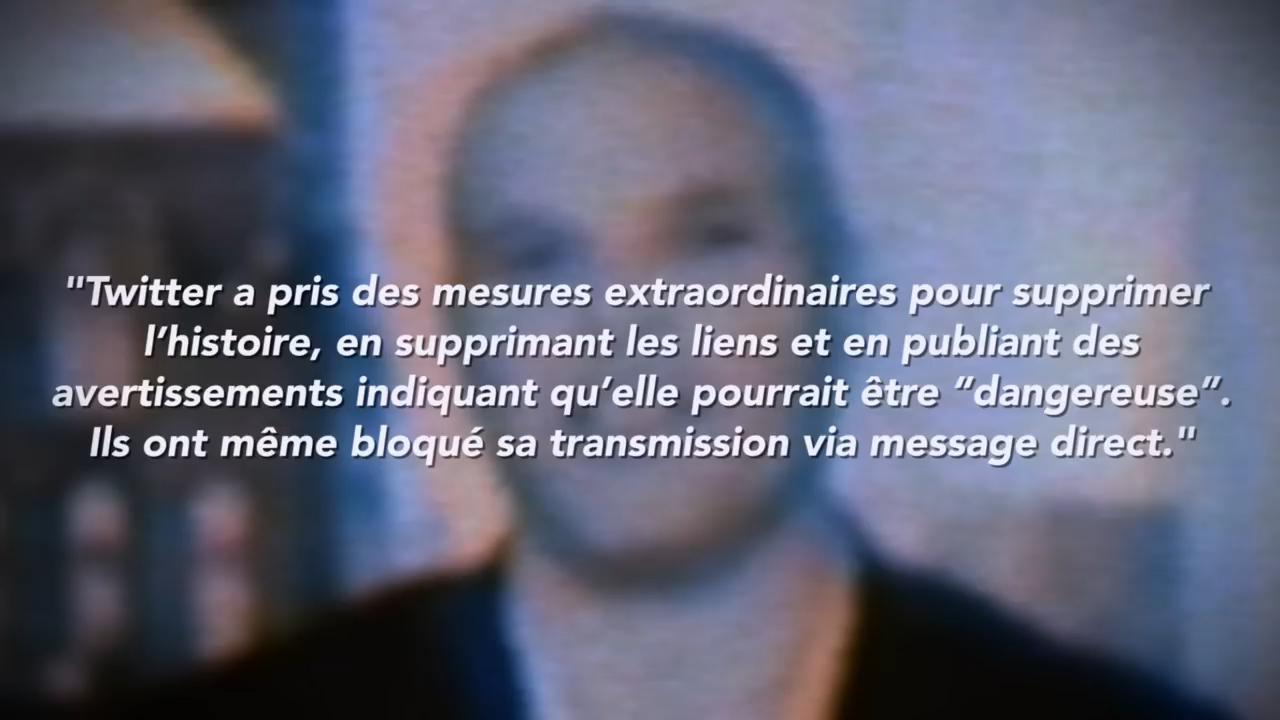 "Twitter a pris des mesures extraordinaires pour supprimer
l’histoire, en supprimant les liens et en publiant des
avertissements indiquant qu’elle pourrait être “dangereuse”.
Ils ont même bloqué sa transmission via message direct."